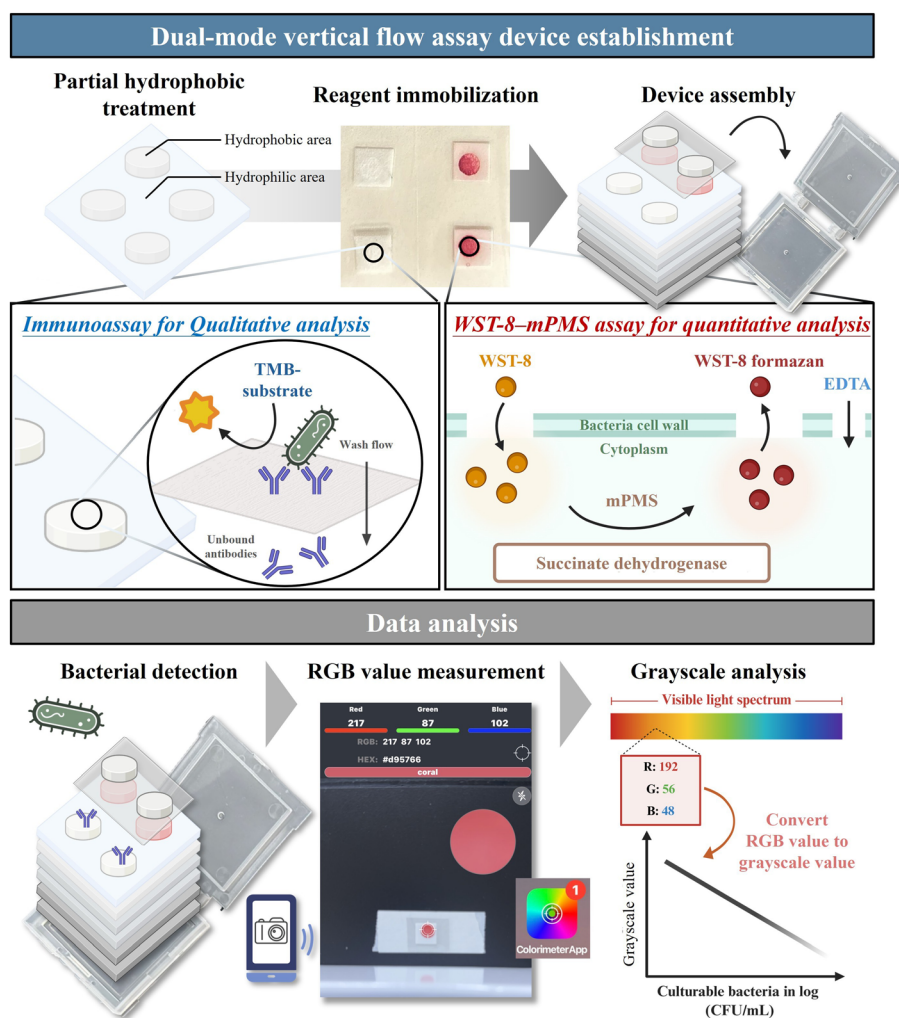 Dual-mode vertical flow assay device establishment
Partial hydrophobic
treatment
Reagent immobilization
Device assembly
Hydrophobic area
Hydrophilic area
Immunoassay for Qualitative analysis
TMB-
substrate
Wash flow
Unbound
antibodies
WST-8–mPMS assay for quantitative analysis
WST-8
WST-8 formazan
EDTA
Bacteria cell wall
Cytoplasm
mPMS
Succinate dehydrogenase
Data analysis
Bacterial detection
RGB value measurement
Grayscale analysis
Red
Green
Blue
217
87
102
RGB: 217 87 102
HEX: #d95766
coral
1
ColorimeterApp
Visible light spectrum
R: 192
G: 56
B: 48
Convert
RGB value to
grayscale value
Grayscale value
Culturable bacteria in log
(CFU/mL)